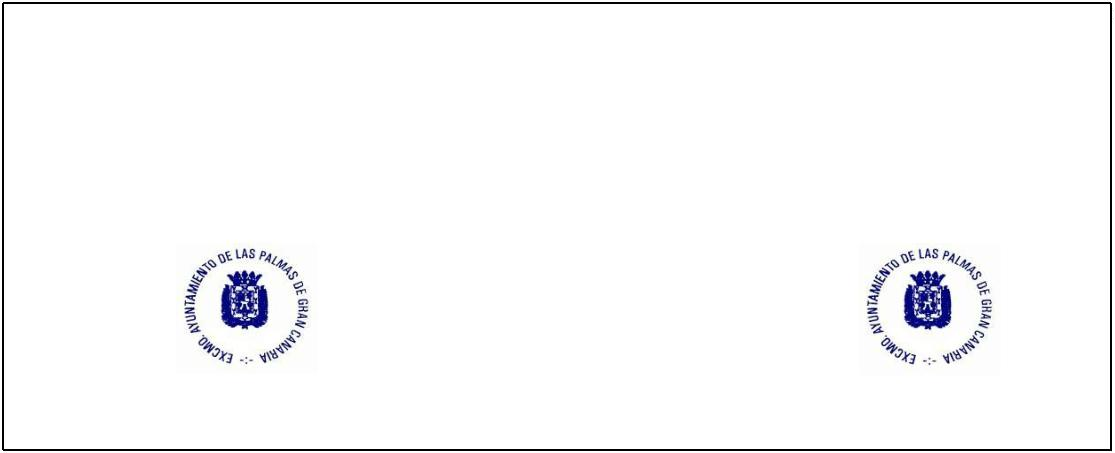 EXCMO. AYUNTAMIENTO DE LAS PALMAS DE GRAN CANARIA -:-
EXCMO. AYUNTAMIENTO DE LAS PALMAS DE GRAN CANARIA -:-